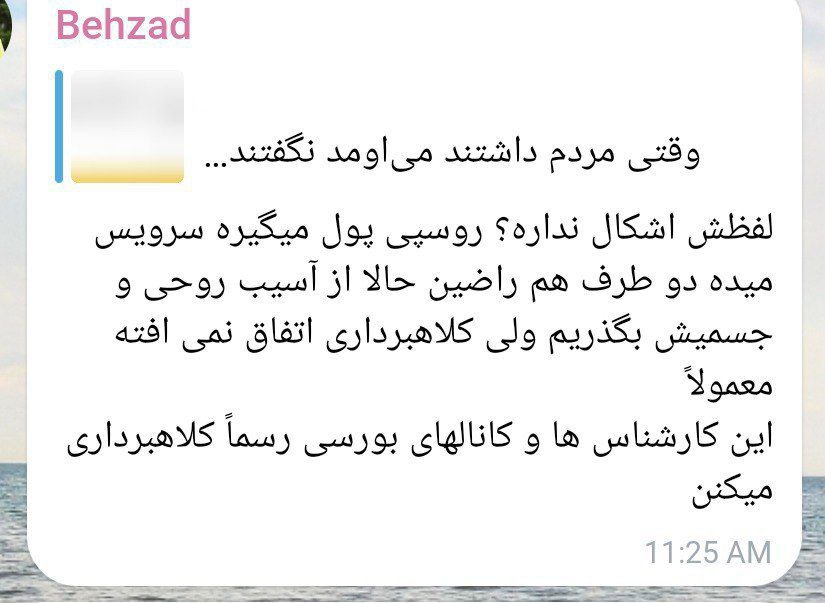 Behzad
وقتی مردم داشتند می‌اومد نگفتند...
لفظش اشکال نداره؟ روسپی پول میگیره سرویس
میده دو طرف هم راضین حالا از آسیب روحی و
جسمیش بگذریم ولی کلاهبرداری اتفاق نمی افته
معمولاً
این کارشناس ها و کانالهای بورسی رسماً کلاهبرداری
میکنن
11:25 AM